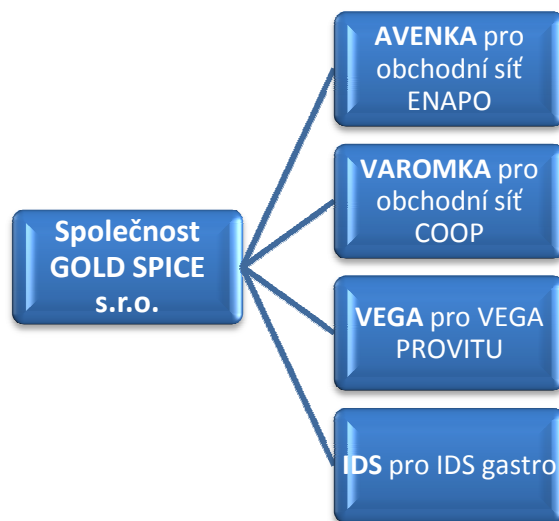 Společnost
GOLD SPICE
s.r.o.
AVENKA pro
obchodní síť
ENAPO
VAROMKA pro
obchodní síť
COOP
VEGA pro VEGA
PROVITU
IDS pro IDS gastro